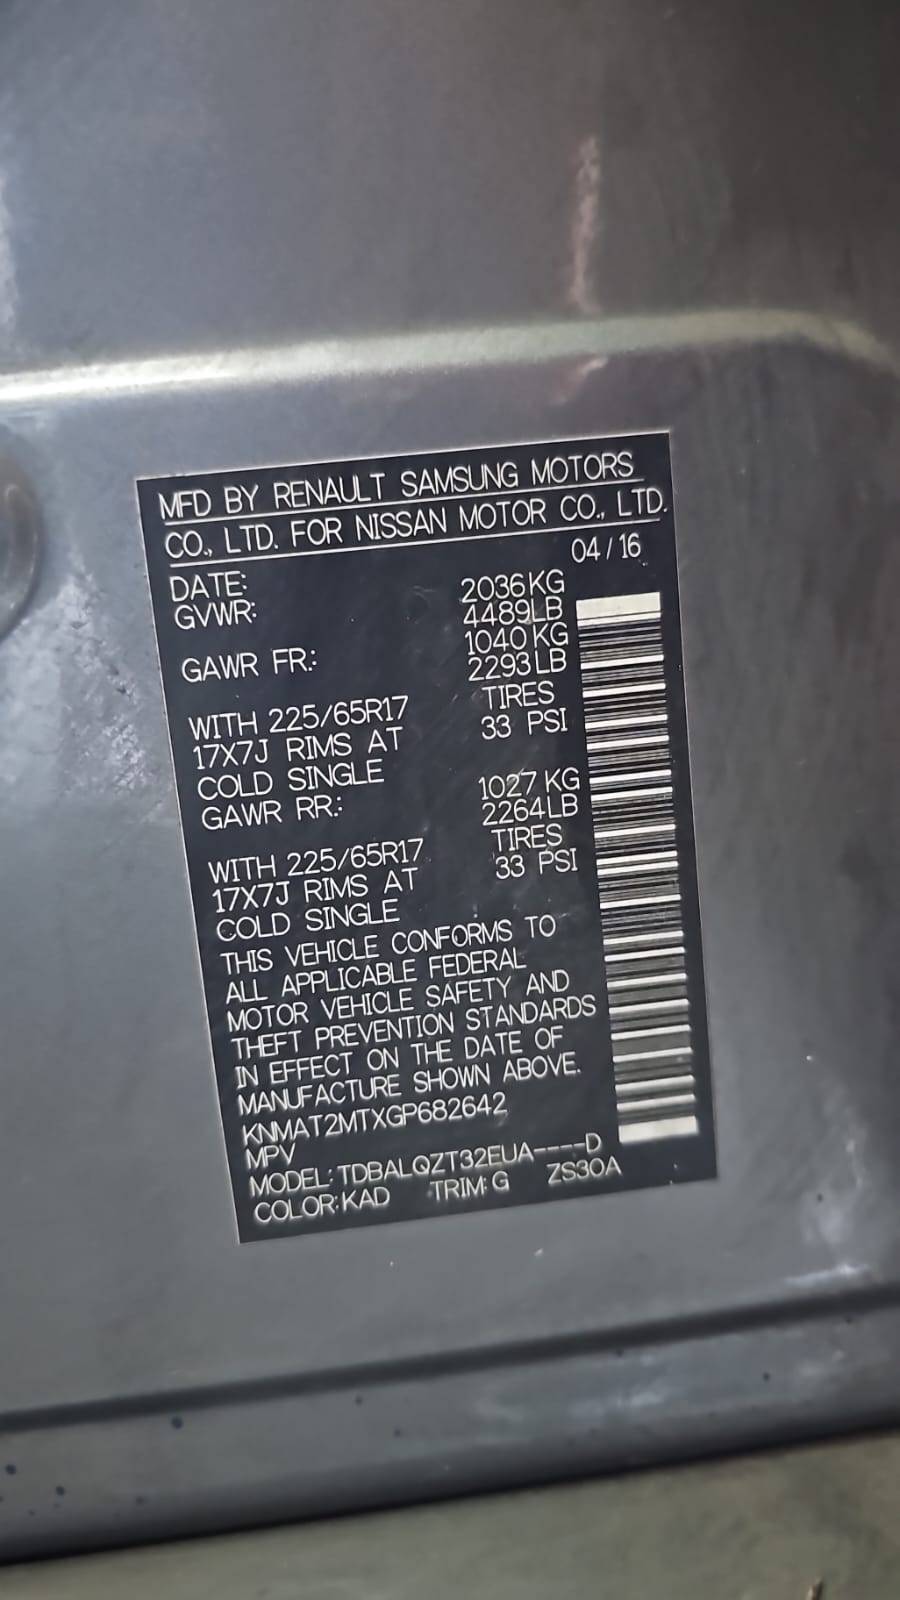 MFD BY RENAULT SAMSUNG MOTORS
CO., LTD. FOR NISSAN MOTOR CO., LTD.
DATE: 04/16
GVWR: 2036KG
4489LB
GAWR FR.: 1040KG
2293LB
WITH 225/65R17 TIRES
17X7J RIMS AT 33 PSI
COLD SINGLE
GAWR RR.: 1027KG
2264LB
WITH 225/65R17 TIRES
17X7J RIMS AT 33 PSI
COLD SINGLE
THIS VEHICLE CONFORMS TO
ALL APPLICABLE FEDERAL
MOTOR VEHICLE SAFETY AND
THEFT PREVENTION STANDARDS
IN EFFECT ON THE DATE OF
MANUFACTURE SHOWN ABOVE.
KNMAT2MTXGP682642
MPV
MODEL: TDBALQZT32EUA----D
COLOR:KAD TRIM:G ZS30A